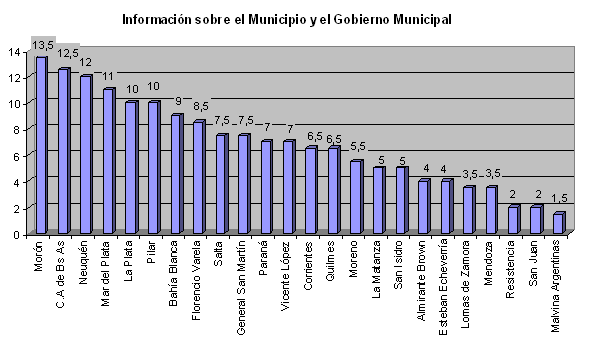 Información sobre el Municipio y el Gobierno Municipal
13,5
12,5
12
11
10
10
9
8,5
7,5
7,5
7
7
6,5
6,5
5,5
5
5
4
4
3,5
3,5
2
2
1,5
14
12
10
8
6
4
2
0
Morón
C.A de Bs As
Neuquén
Mar del Plata
La Plata
Pilar
Bahía Blanca
Florencio Varela
Salta
General San Martín
Paraná
Vicente López
Corrientes
Quilmes
Moreno
La Matanza
San Isidro
Almirante Brown
Esteban Echeverría
Lomas de Zamora
Mendoza
Resistencia
San Juan
Malvina Argentinas